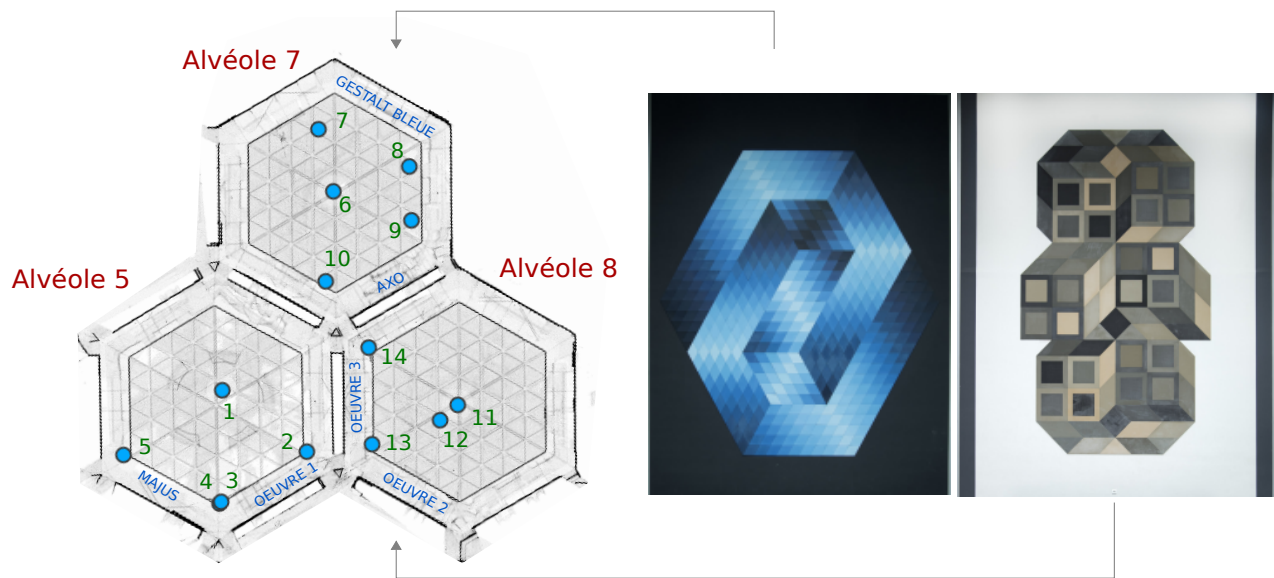 Alvéole 7
GESTALT BLEUE
7
8
6
9
10
AXO
Alvéole 5
Alvéole 8
14
OEUVRE 3
1
11
12
13
2
5
4
3
MAJUS
OEUVRE 1
OEUVRE 2